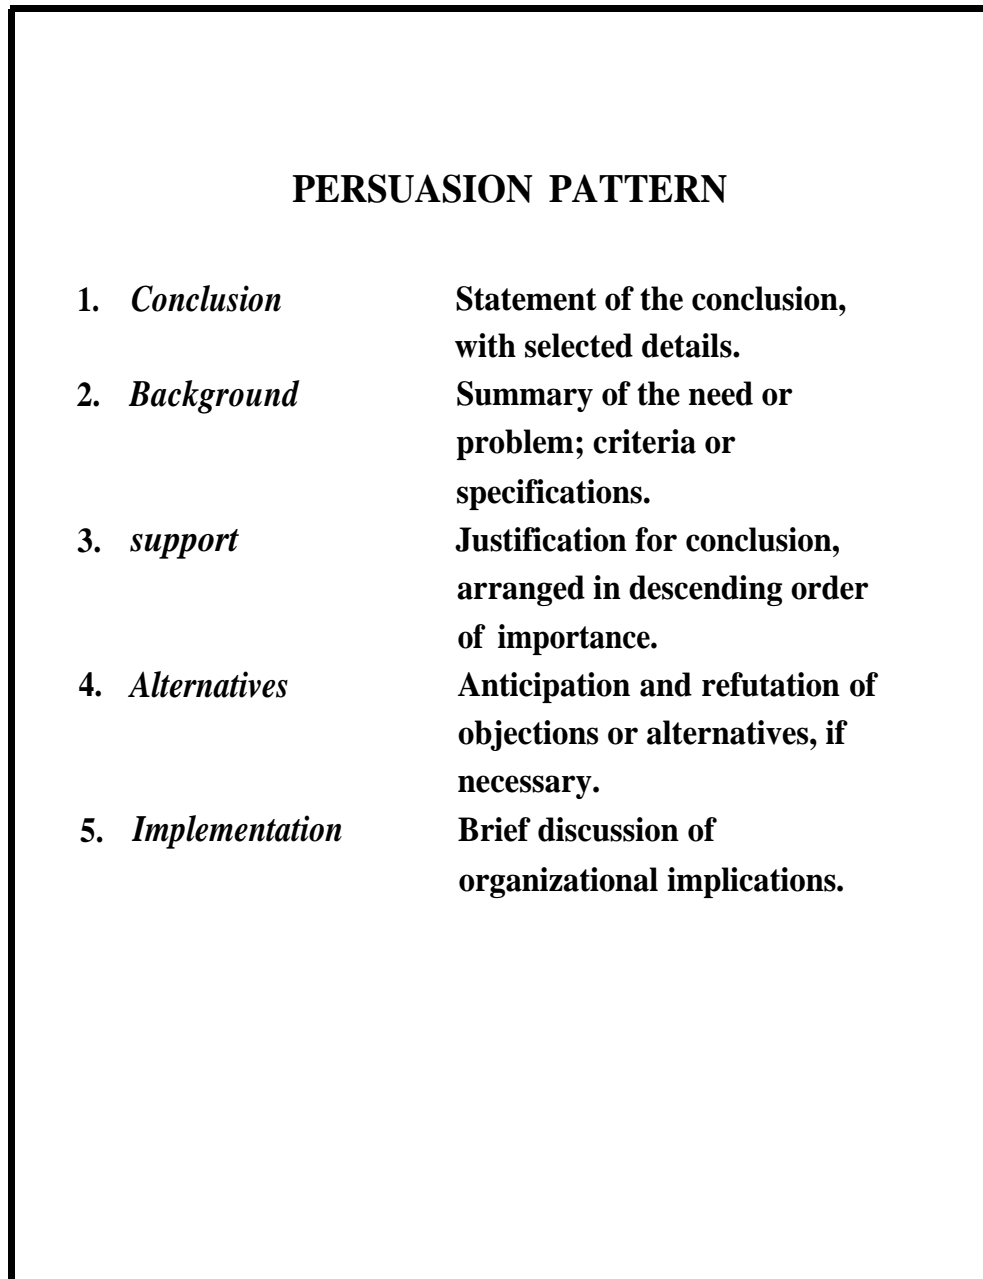 PERSUASION PATTERN
1. Conclusion Statement of the conclusion,
with selected details.
2. Background Summary of the need or
problem; criteria or
specifications.
3. support Justification for conclusion,
arranged in descending order
of importance.
4. Alternatives Anticipation and refutation of
objections or alternatives, if
necessary.
5. Implementation Brief discussion of
organizational implications.